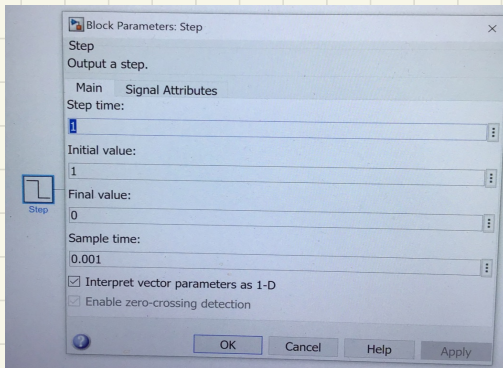 Block Parameters: Step
Step
Output a step.
Main Signal Attributes
Step time:
1
Initial value:
1
Final value:
0
Sample time:
0.001
Interpret vector parameters as 1-D
Enable zero-crossing detection
OK Cancel Help Apply
Step